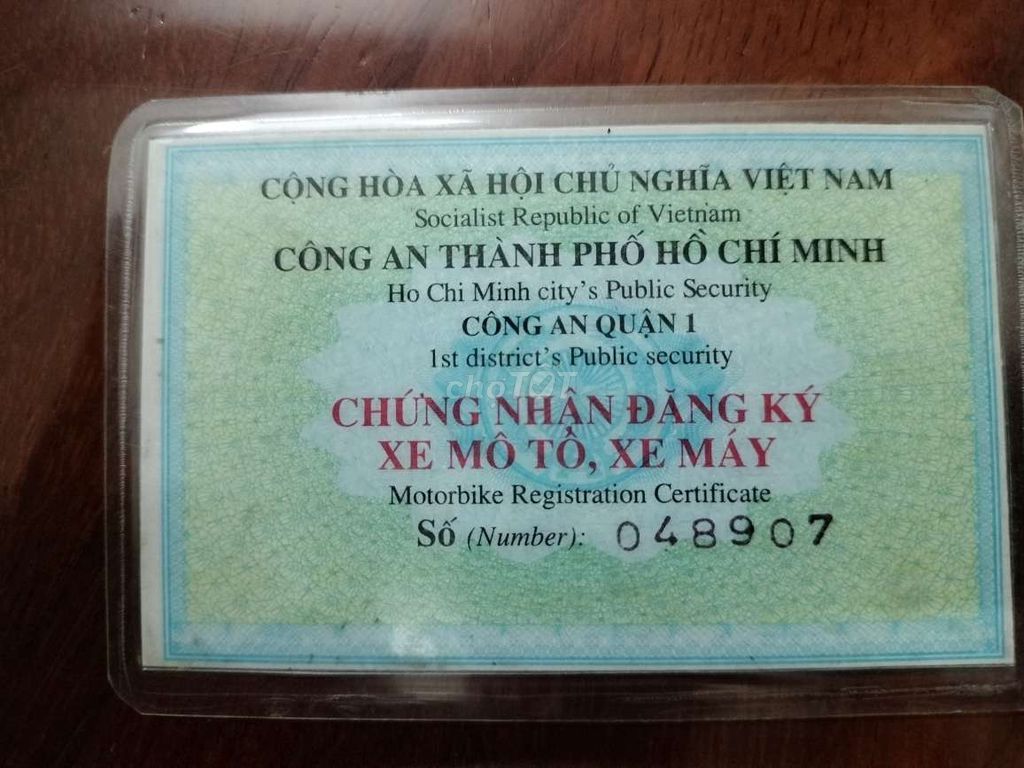 CỘNG HÒA XÃ HỘI CHỦ NGHĨA VIỆT NAM
Socialist Republic of Vietnam
CÔNG AN THÀNH PHỐ HỒ CHÍ MINH
Ho Chi Minh city's Public Security
CÔNG AN QUẬN 1
1st district's Public security
chợTỐT
CHỨNG NHẬN ĐĂNG KÝ
XE MÔ TÔ, XE MÁY
Motorbike Registration Certificate
Số (Number): 048907